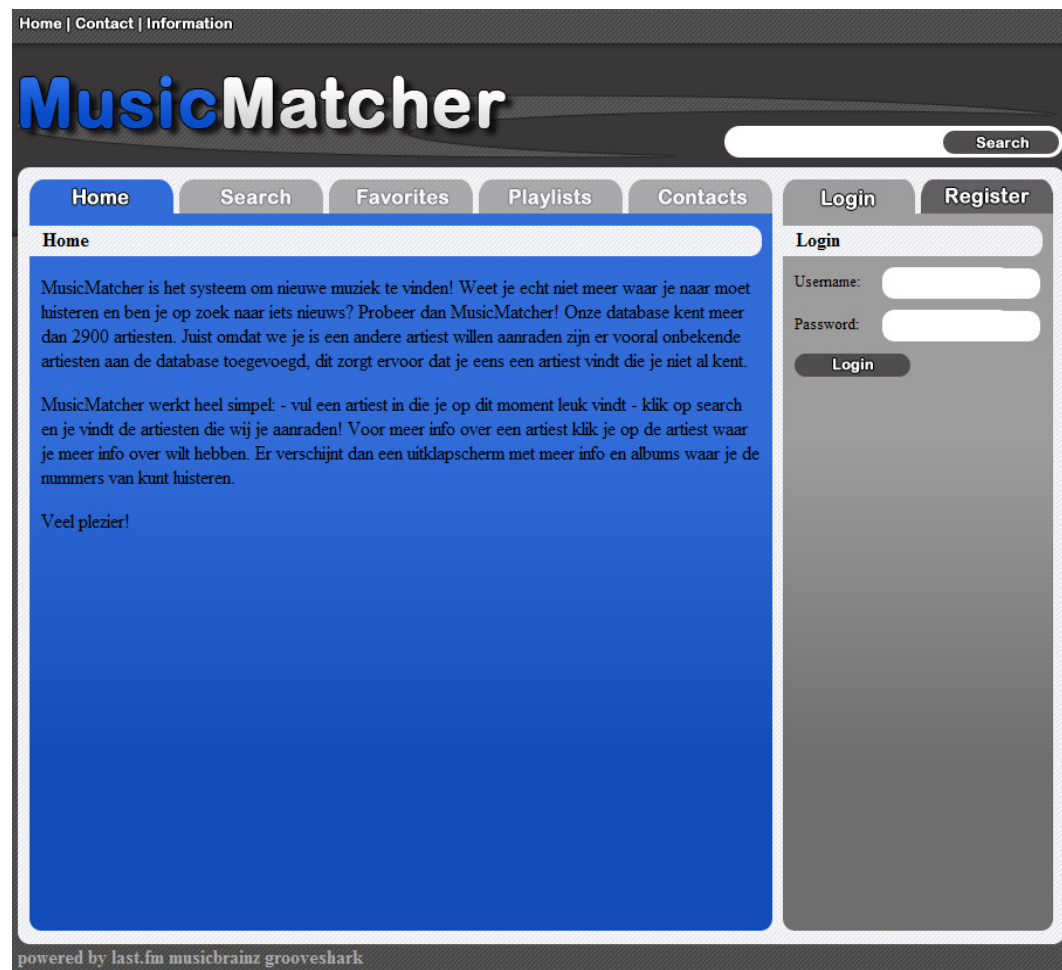 Home | Contact | Information
MusicMatcher
Search
Home Search Favorites Playlists Contacts Login Register
Home
MusicMatcher is het systeem om nieuwe muziek te vinden! Weet je echt niet meer waar je naar moet
luisteren en ben je op zoek naar iets nieuws? Probeer dan MusicMatcher! Onze database kent meer
dan 2900 artiesten. Juist omdat we je is een andere artiest willen aanraden zijn er vooral onbekende
artiesten aan de database toegevoegd, dit zorgt ervoor dat je eens een artiest vindt die je niet al kent.
MusicMatcher werkt heel simpel: - vul een artiest in die je op dit moment leuk vindt - klik op search
en je vindt de artiesten die wij je aanraden! Voor meer info over een artiest klik je op de artiest waar
je meer info over wilt hebben. Er verschijnt dan een uitklapscherm met meer info en albums waar je de
nummers van kunt luisteren.
Veel plezier!
Login
Username:
Password:
Login
powered by last.fm musicbrainz grooveshark